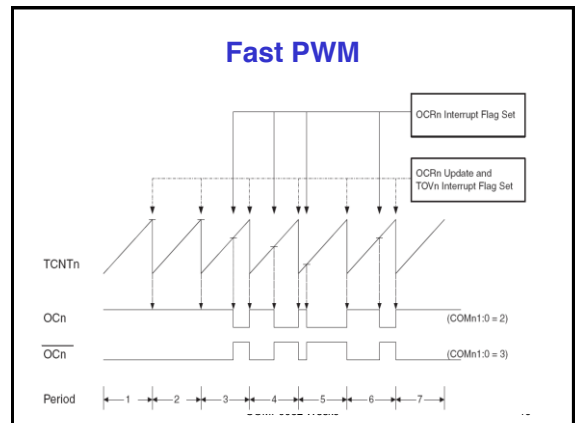 Fast PWM
OCRn Interrupt Flag Set
OCRn Update and
TOVn Interrupt Flag Set
TCNTn
OCn
(COMn1:0 = 2)
OCn
(COMn1:0 = 3)
Period 1 2 3 4 5 6 7